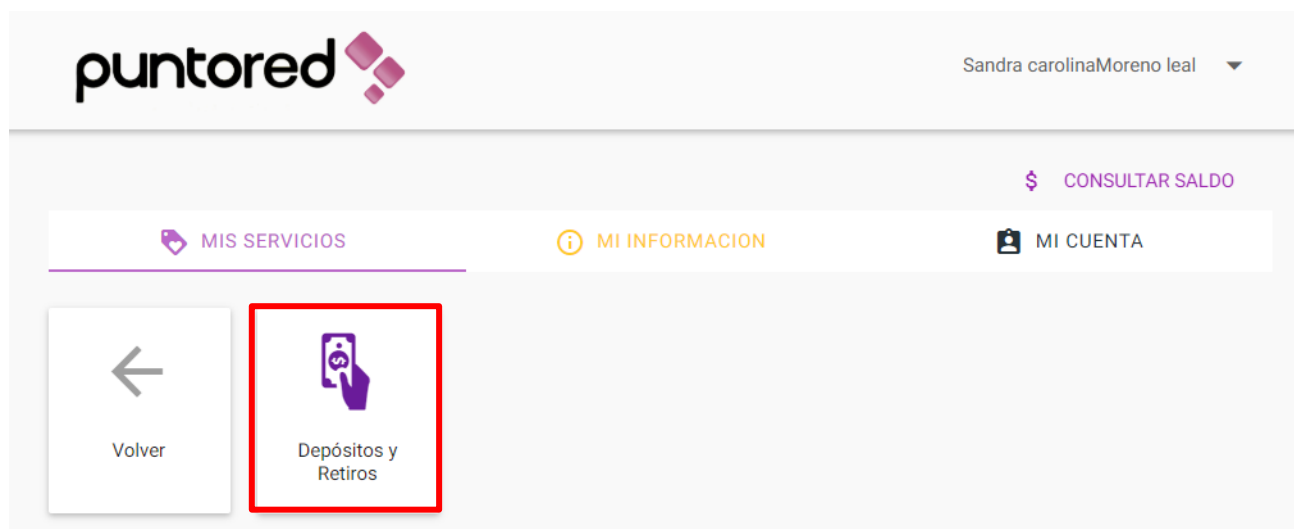 puntored
Sandra carolinaMoreno leal
$ CONSULTAR SALDO
MIS SERVICIOS
MI INFORMACION
MI CUENTA
Volver
Depósitos y
Retiros